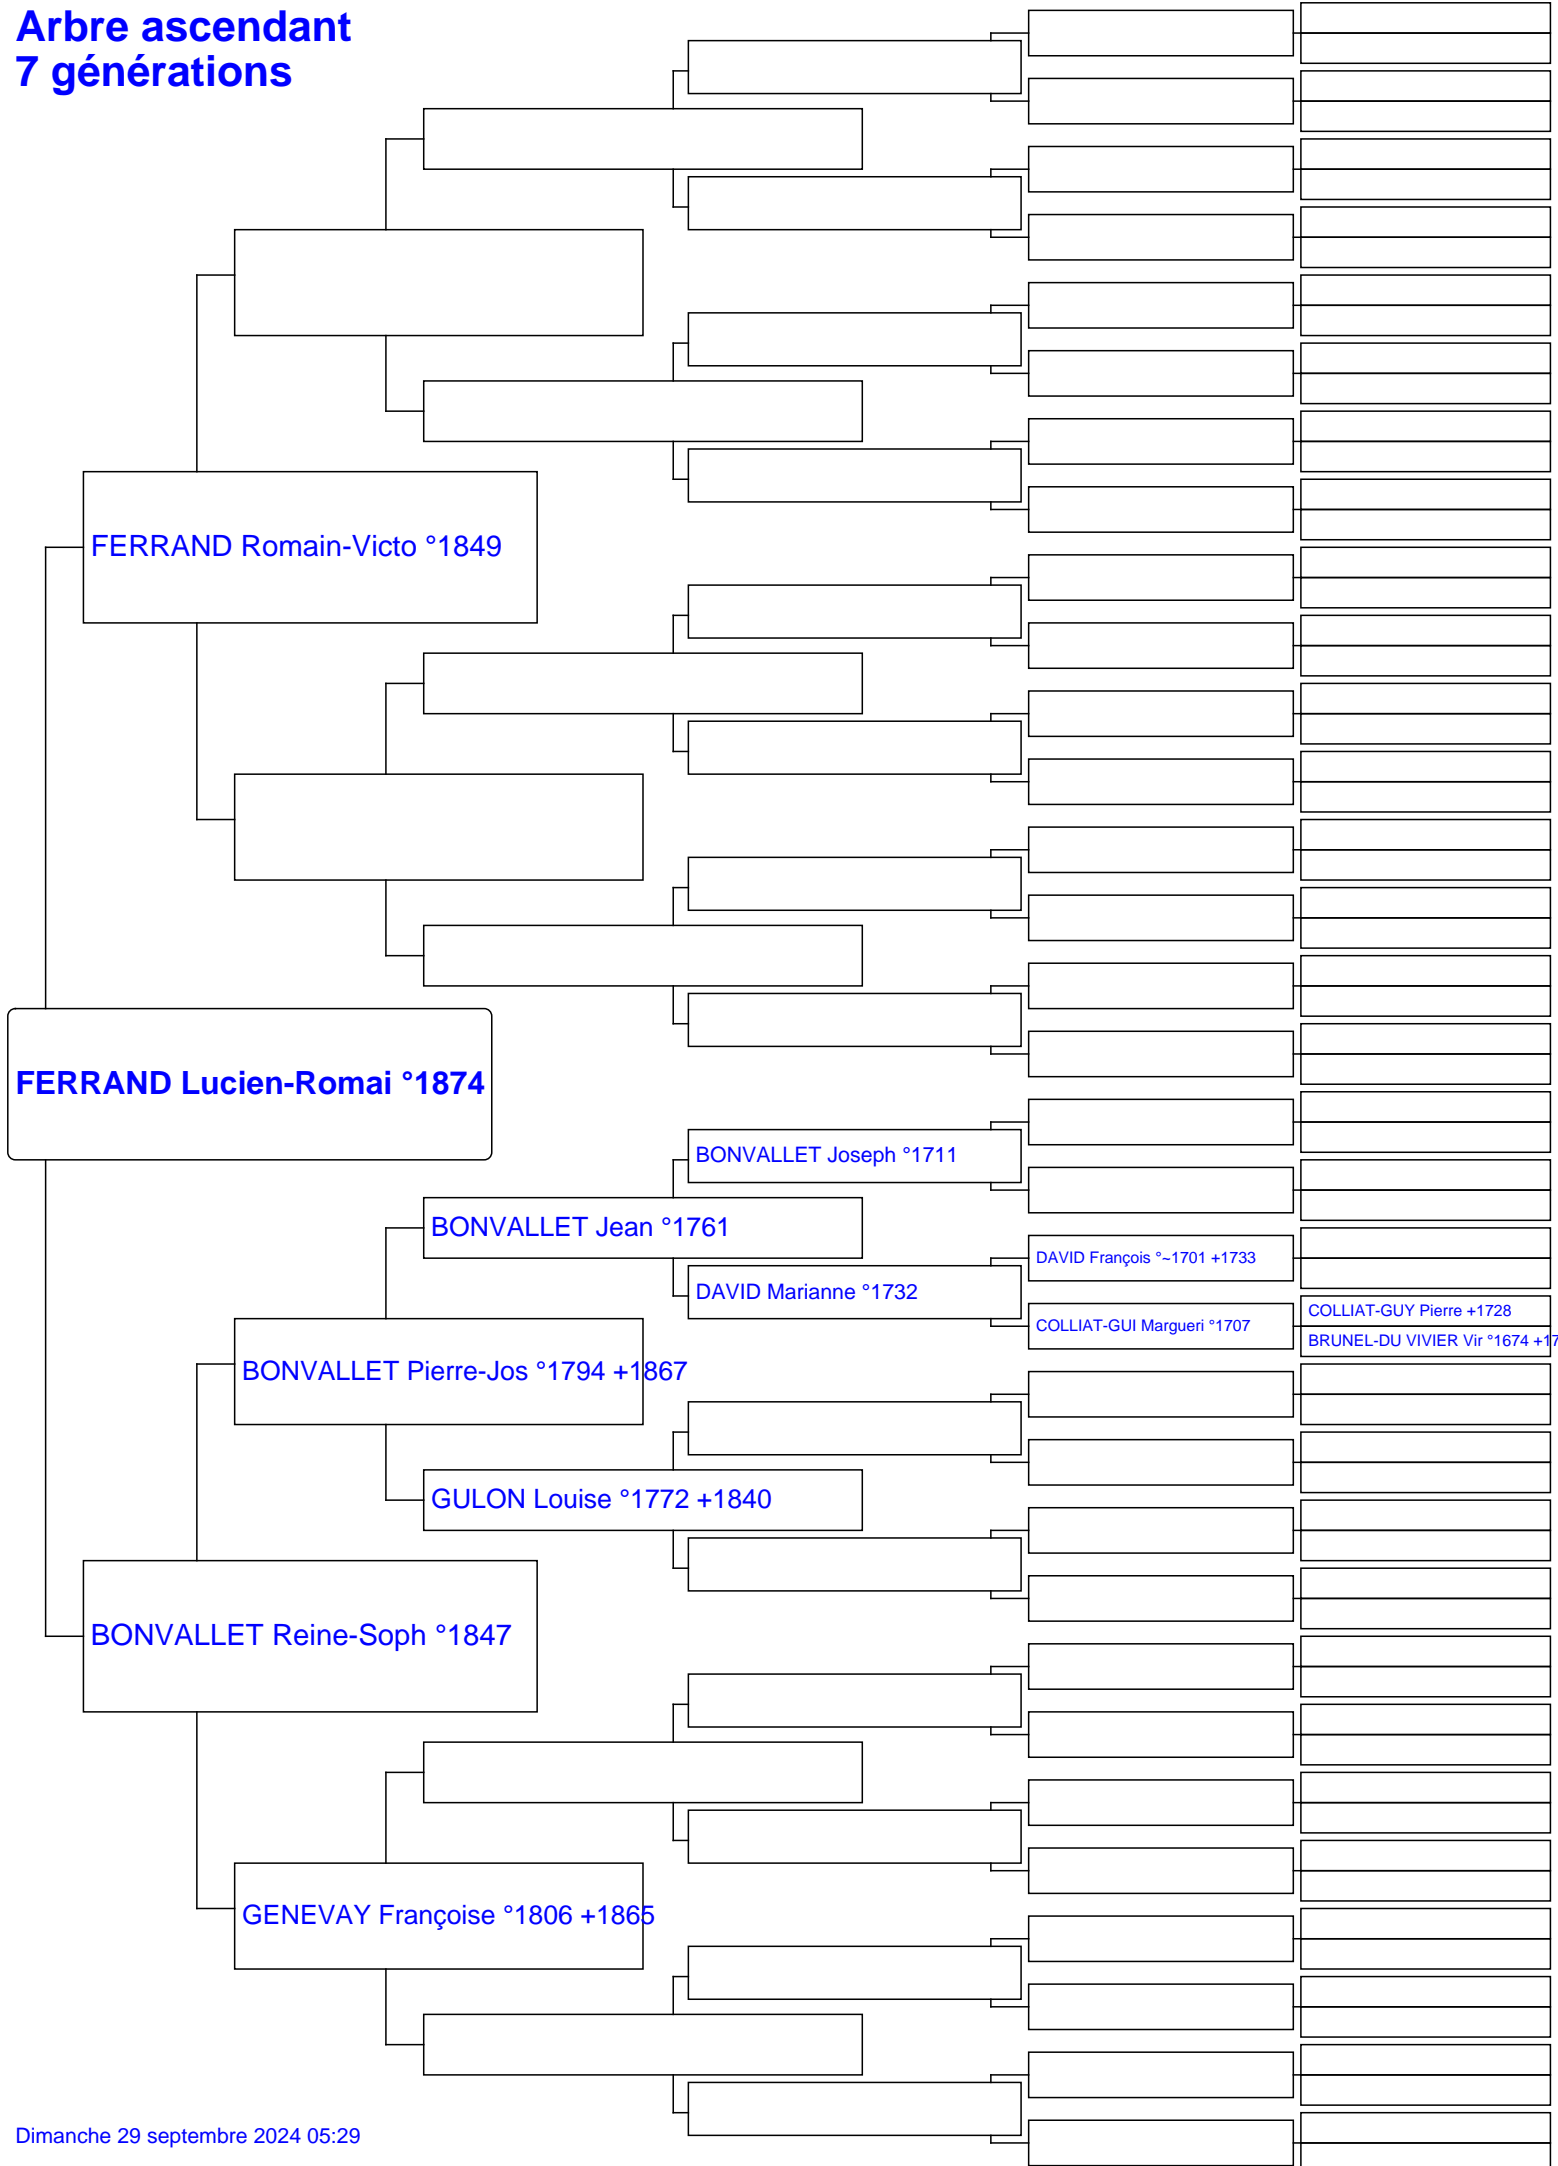 Arbre ascendant
7 générations
FERRAND Romain-Victo °1849
FERRAND Lucien-Romai °1874
BONVALLET Joseph °1711
BONVALLET Jean °1761
DAVID François °~1701 +1733
DAVID Marianne °1732
COLLIAT-GUY Pierre +1728
COLLIAT-GUI Margueri °1707
BRUNEL-DU VIVIER Vir °1674 +17
BONVALLET Pierre-Jos °1794 +1867
GULON Louise °1772 +1840
BONVALLET Reine-Soph °1847
GENEVAY Françoise °1806 +1865
Dimanche 29 septembre 2024 05:29